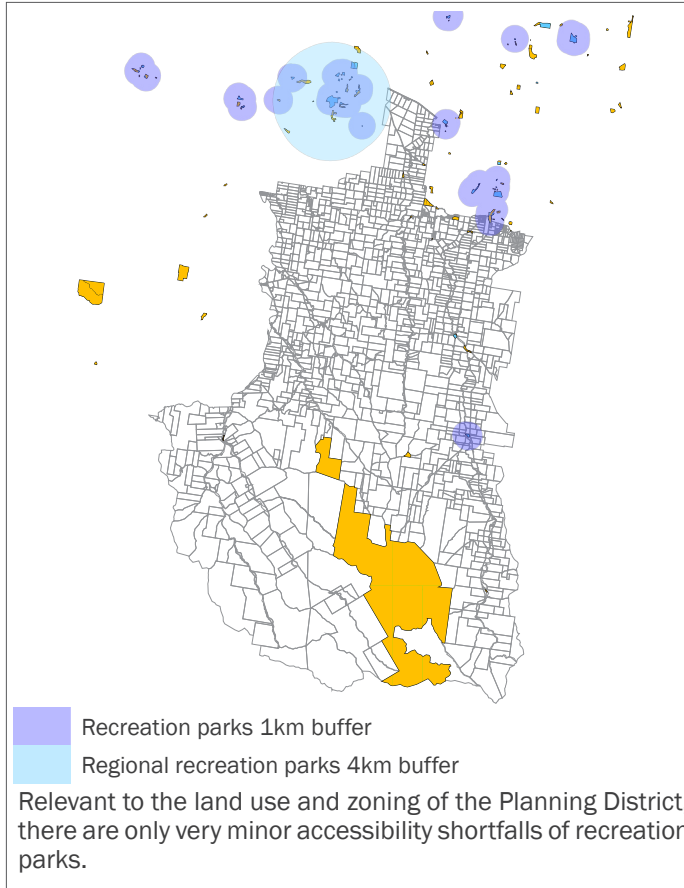 Recreation parks 1km buffer
Regional recreation parks 4km buffer
Relevant to the land use and zoning of the Planning District
there are only very minor accessibility shortfalls of recreation
parks.